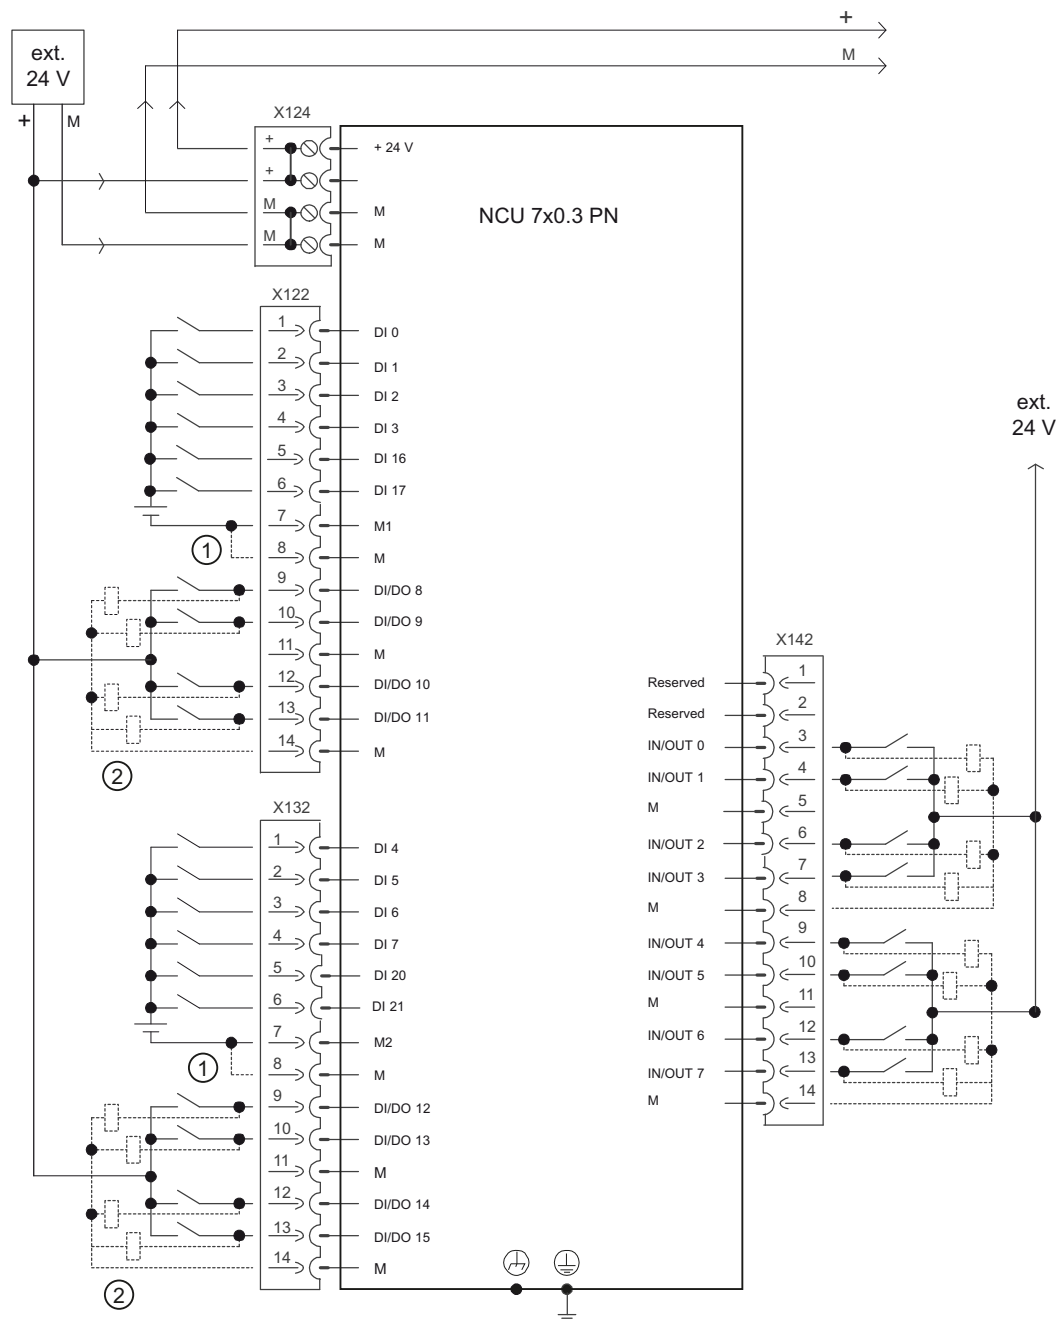 +
M
ext.
24 V
+ M
X124
+ + 24 V
+
M M
M M
NCU 7x0.3 PN
X122
1 DI 0
2 DI 1
3 DI 2
4 DI 3
5 DI 16
6 DI 17
7 M1
1
8 M
9 DI/DO 8
10 DI/DO 9
11 M
12 DI/DO 10
13 DI/DO 11
14 M
2
X132
1 DI 4
2 DI 5
3 DI 6
4 DI 7
5 DI 20
6 DI 21
7 M2
1
8 M
9 DI/DO 12
10 DI/DO 13
11 M
12 DI/DO 14
13 DI/DO 15
14 M
2
ext.
24 V
X142
Reserved 1
Reserved 2
IN/OUT 0 3
IN/OUT 1 4
M 5
IN/OUT 2 6
IN/OUT 3 7
M 8
IN/OUT 4 9
IN/OUT 5 10
M 11
IN/OUT 6 12
IN/OUT 7 13
M 14